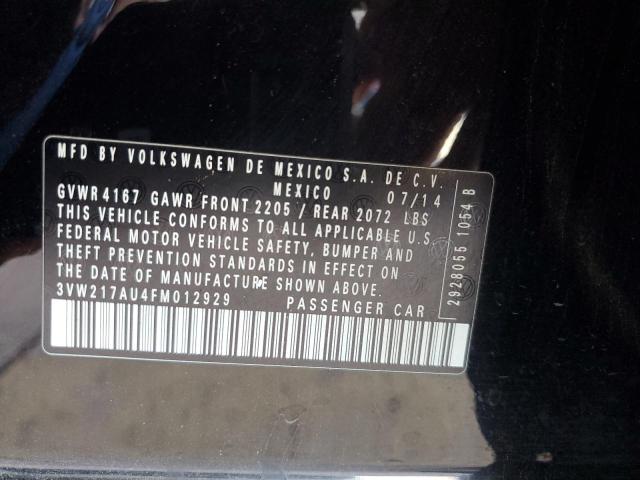 MFD BY VOLKSWAGEN DE MEXICO S.A. DE C.V.
MEXICO 07/14
GVWR 4167 GAWR FRONT 2205 / REAR 2072 LBS
THIS VEHICLE CONFORMS TO ALL APPLICABLE U.S.
FEDERAL MOTOR VEHICLE SAFETY, BUMPER AND
THEFT PREVENTION STANDARDS IN EFFECT ON
THE DATE OF MANUFACTURE SHOWN ABOVE.
3VW217AU4FM012929 PASSENGER CAR
2928055 1054 B